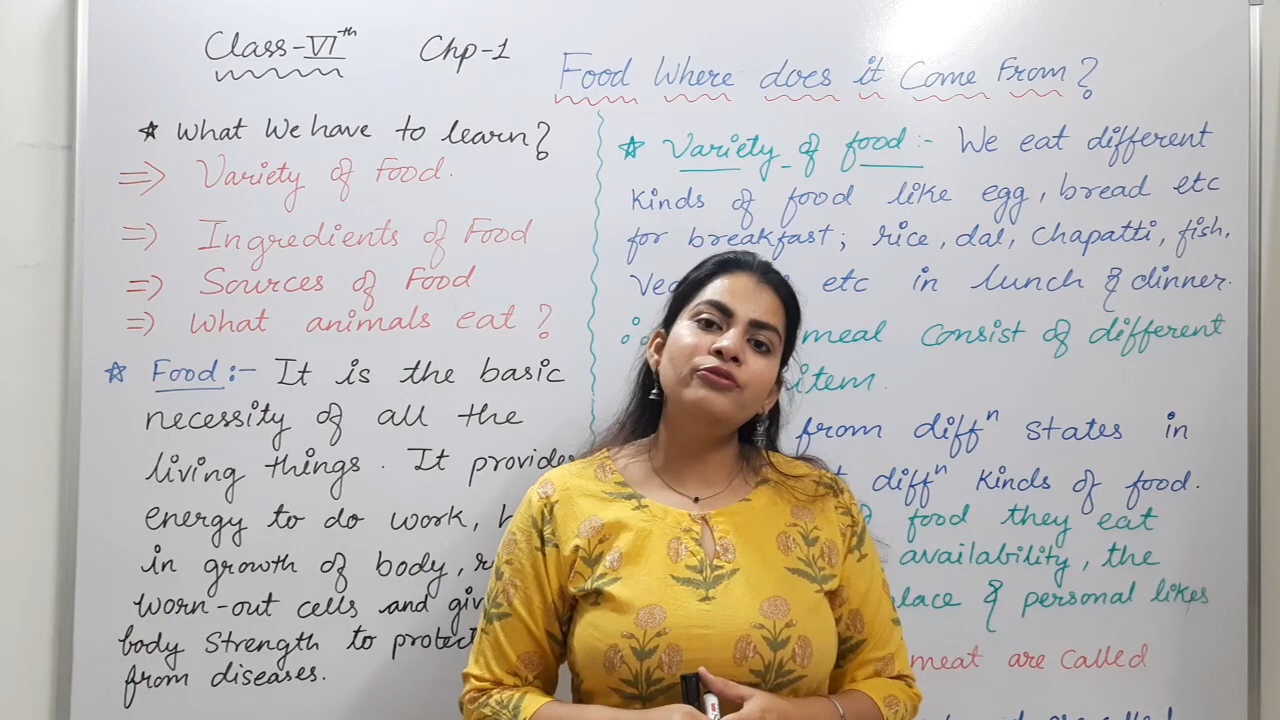 Class-VIth Chp-1
Food Where does it Come From?
★ What We have to learn?
⇒ Variety of Food.
⇒ Ingredients of Food
⇒ Sources of Food
⇒ What animals eat?
★ Food:- It is the basic
necessity of all the
living things. It provides
energy to do work,
in growth of body,
worn-out cells and
body Strength to protect
from diseases.
★ Variety of food:- We eat different
Kinds of food like egg, bread etc
for breakfast; rice, dal, Chapatti, fish,
etc in lunch & dinner.
meal consist of different
item.
from diffn States in
diffn Kinds of food.
food they eat
availability, the
place & personal likes
meat are called